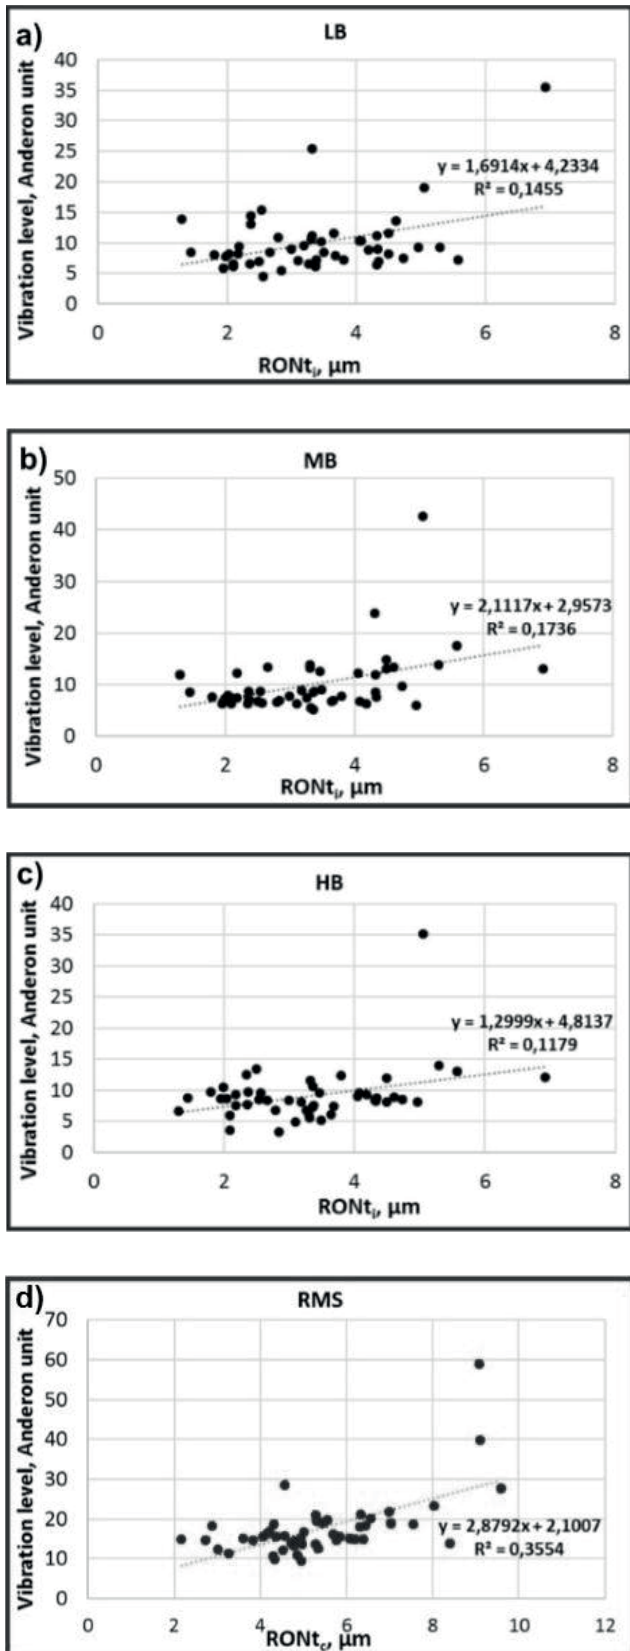 a)
LB
Vibration level, Anderon unit
40
35
30
25
20
15
10
5
0
y = 1,6914x + 4,2334
R² = 0,1455
0 2 4 6 8
RONtᵢ, μm
b)
MB
Vibration level, Anderon unit
50
40
30
20
10
0
y = 2,1117x + 2,9573
R² = 0,1736
0 2 4 6 8
RONtᵢ, μm
c)
HB
Vibration level, Anderon unit
40
35
30
25
20
15
10
5
0
y = 1,2999x + 4,8137
R² = 0,1179
0 2 4 6 8
RONtᵢ, μm
d)
RMS
Vibration level, Anderon unit
70
60
50
40
30
20
10
0
y = 2,8792x + 2,1007
R² = 0,3554
0 2 4 6 8 10 12
RONt꜀, μm